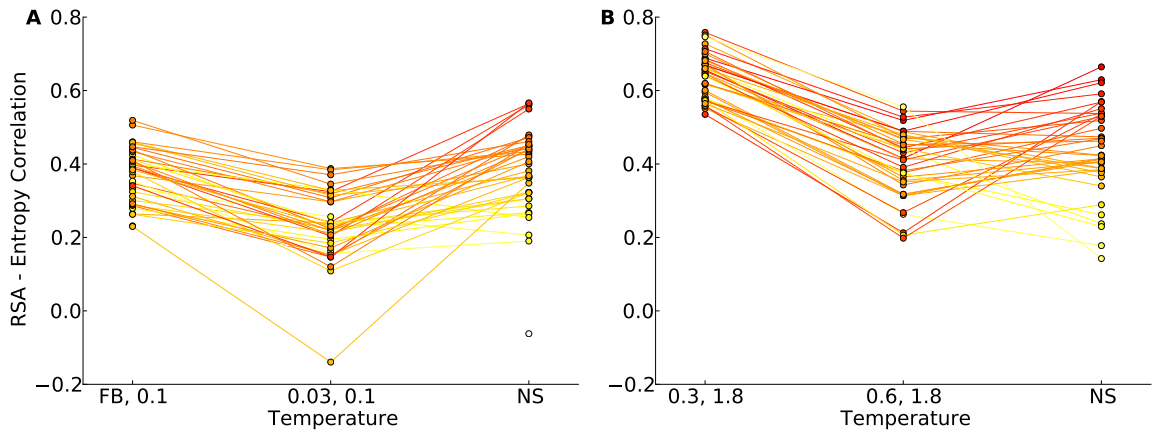 A
B
RSA - Entropy Correlation
0.8
0.6
0.4
0.2
0.0
−0.2
FB, 0.1
0.03, 0.1
NS
Temperature
0.8
0.6
0.4
0.2
0.0
−0.2
0.3, 1.8
0.6, 1.8
NS
Temperature